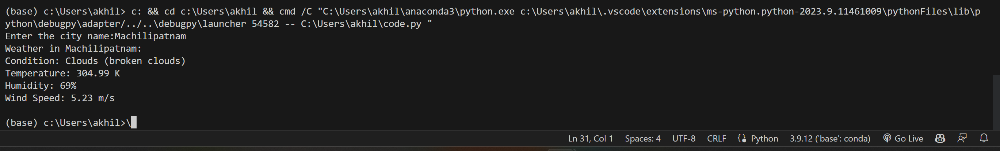 (base) c:\Users\akhil> c: && cd c:\Users\akhil && cmd /C "C:\Users\akhil\anaconda3\python.exe c:\Users\akhil\.vscode\extensions\ms-python.python-2023.9.11461009\pythonFiles\lib\p
ython\debugpy\adapter/../..\debugpy\launcher 54582 -- C:\Users\akhil\code.py "
Enter the city name:Machilipatnam
Weather in Machilipatnam:
Condition: Clouds (broken clouds)
Temperature: 304.99 K
Humidity: 69%
Wind Speed: 5.23 m/s
(base) c:\Users\akhil>\
Ln 31, Col 1 Spaces: 4 UTF-8 CRLF Python 3.9.12 ('base': conda) Go Live